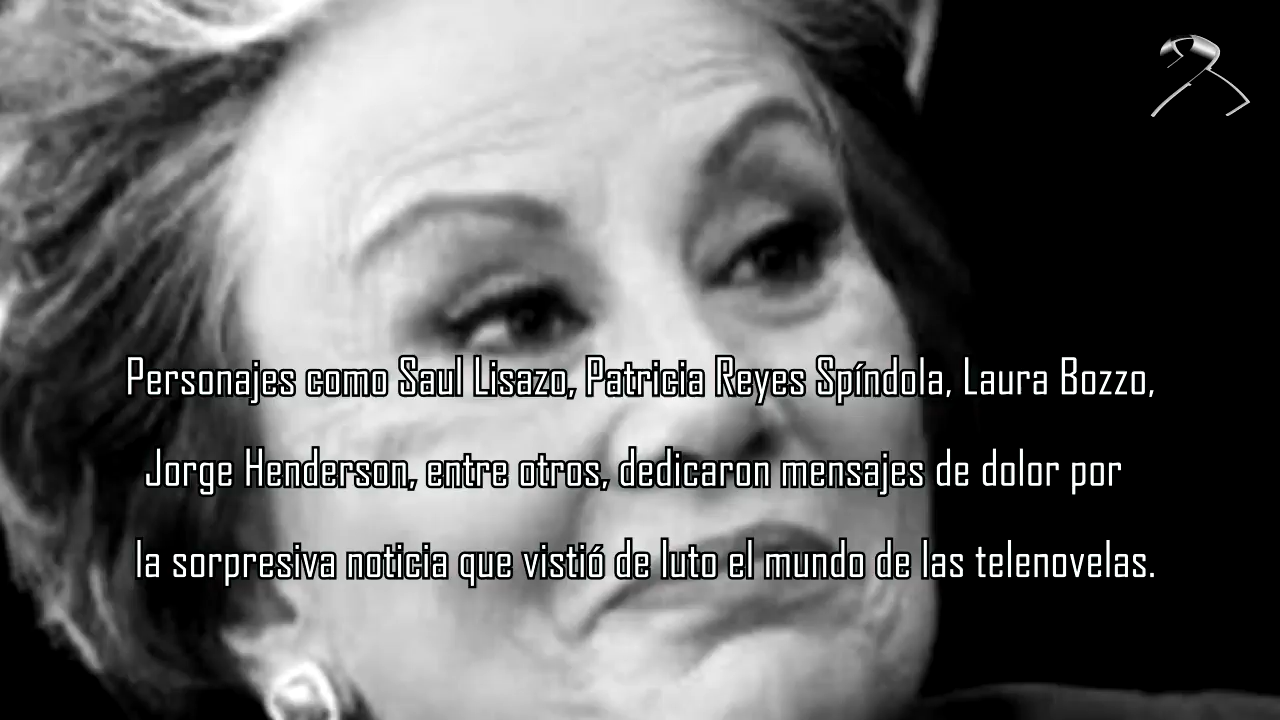 Personajes como Saul Lisazo, Patricia Reyes Spíndola, Laura Bozzo,
Jorge Henderson, entre otros, dedicaron mensajes de dolor por
la sorpresiva noticia que vistió de luto el mundo de las telenovelas.